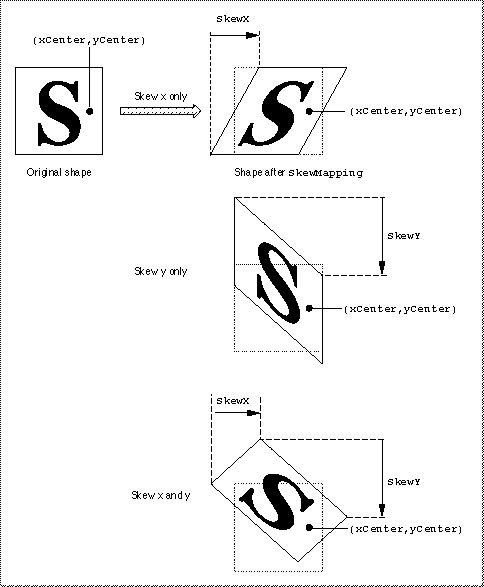 SkewX
(xCenter,yCenter)
S
Skew x only
S
(xCenter,yCenter)
Original shape
Shape after SkewMapping
SkewY
S
Skew y only
(xCenter,yCenter)
SkewX
SkewY
S
Skew x and y
(xCenter,yCenter)